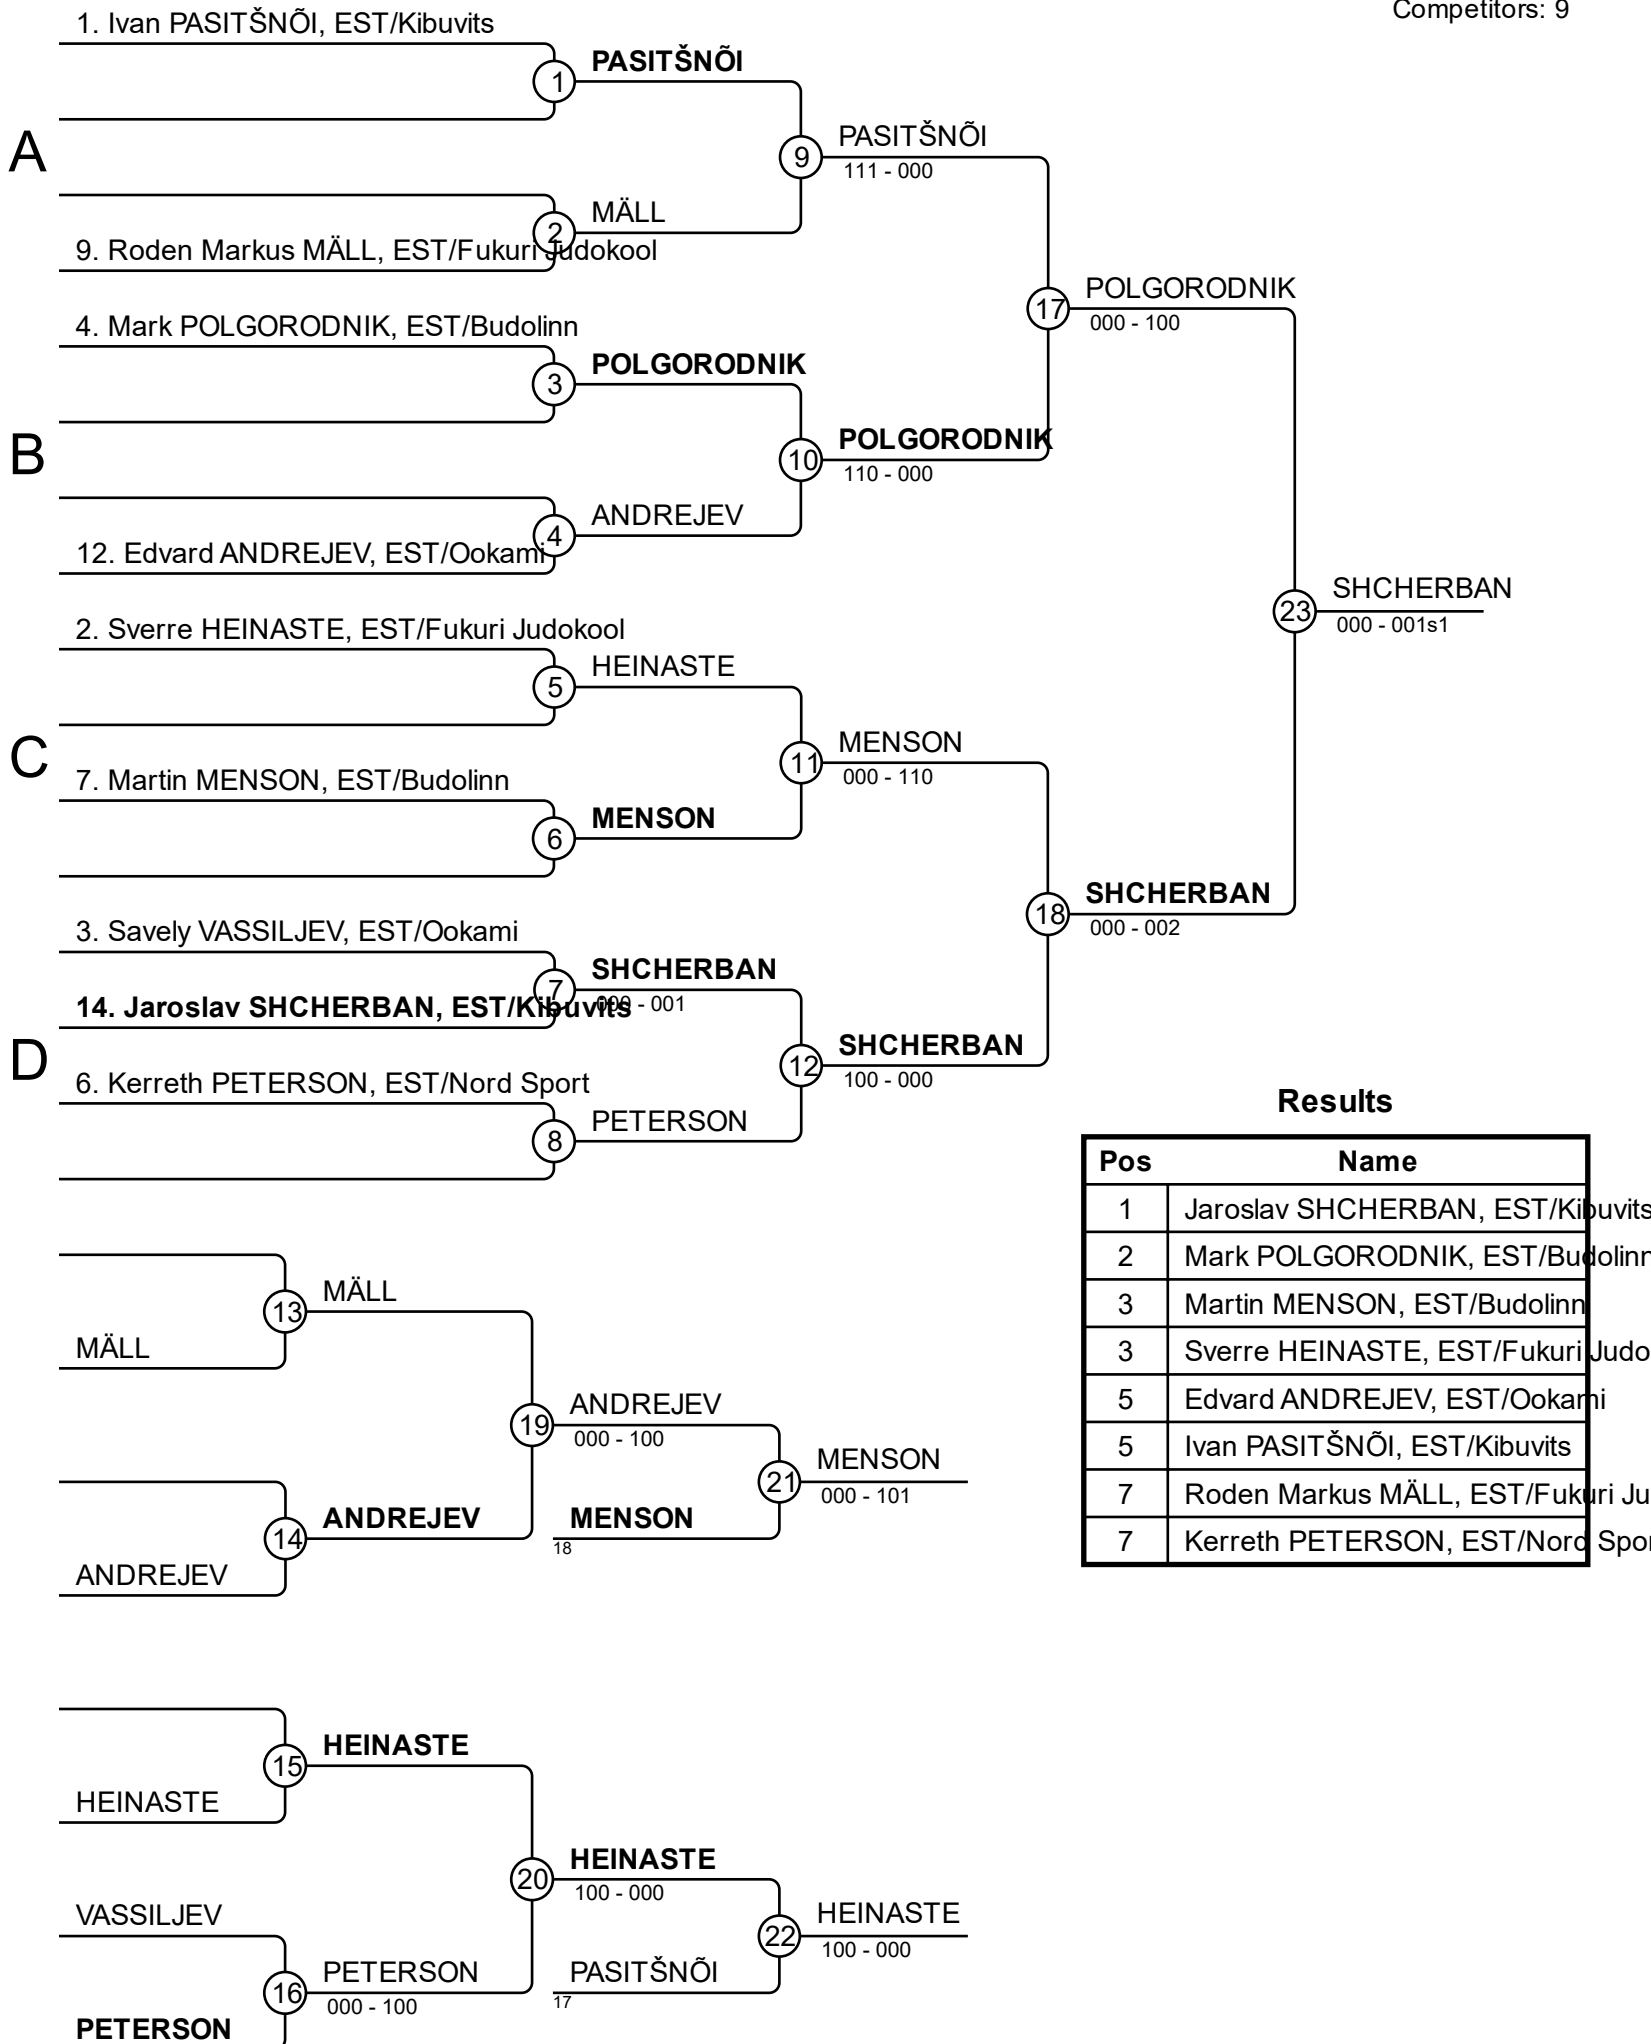 Competitors: 9
1. Ivan PASITŠNÕI, EST/Kibuvits
1
PASITŠNÕI
A
9
PASITŠNÕI
111 - 000
2
MÄLL
9. Roden Markus MÄLL, EST/Fukuri Judokool
17
POLGORODNIK
000 - 100
4. Mark POLGORODNIK, EST/Budolinn
3
POLGORODNIK
B
10
POLGORODNIK
110 - 000
4
ANDREJEV
12. Edvard ANDREJEV, EST/Ookami
23
SHCHERBAN
000 - 001s1
2. Sverre HEINASTE, EST/Fukuri Judokool
5
HEINASTE
C
11
MENSON
000 - 110
7. Martin MENSON, EST/Budolinn
6
MENSON
18
SHCHERBAN
000 - 002
3. Savely VASSILJEV, EST/Ookami
7
SHCHERBAN
000 - 001
14. Jaroslav SHCHERBAN, EST/Kibuvits
D
12
SHCHERBAN
100 - 000
6. Kerreth PETERSON, EST/Nord Sport
8
PETERSON
Results
Pos Name
1 Jaroslav SHCHERBAN, EST/Kibuvits
2 Mark POLGORODNIK, EST/Budolinn
3 Martin MENSON, EST/Budolinn
3 Sverre HEINASTE, EST/Fukuri Judo
5 Edvard ANDREJEV, EST/Ookami
5 Ivan PASITŠNÕI, EST/Kibuvits
7 Roden Markus MÄLL, EST/Fukuri Ju
7 Kerreth PETERSON, EST/Nord Spor
13
MÄLL
MÄLL
19
ANDREJEV
000 - 100
21
MENSON
000 - 101
14
ANDREJEV
MENSON
18
ANDREJEV
15
HEINASTE
HEINASTE
20
HEINASTE
100 - 000
VASSILJEV
22
HEINASTE
100 - 000
16
PETERSON
000 - 100
PASITŠNÕI
17
PETERSON